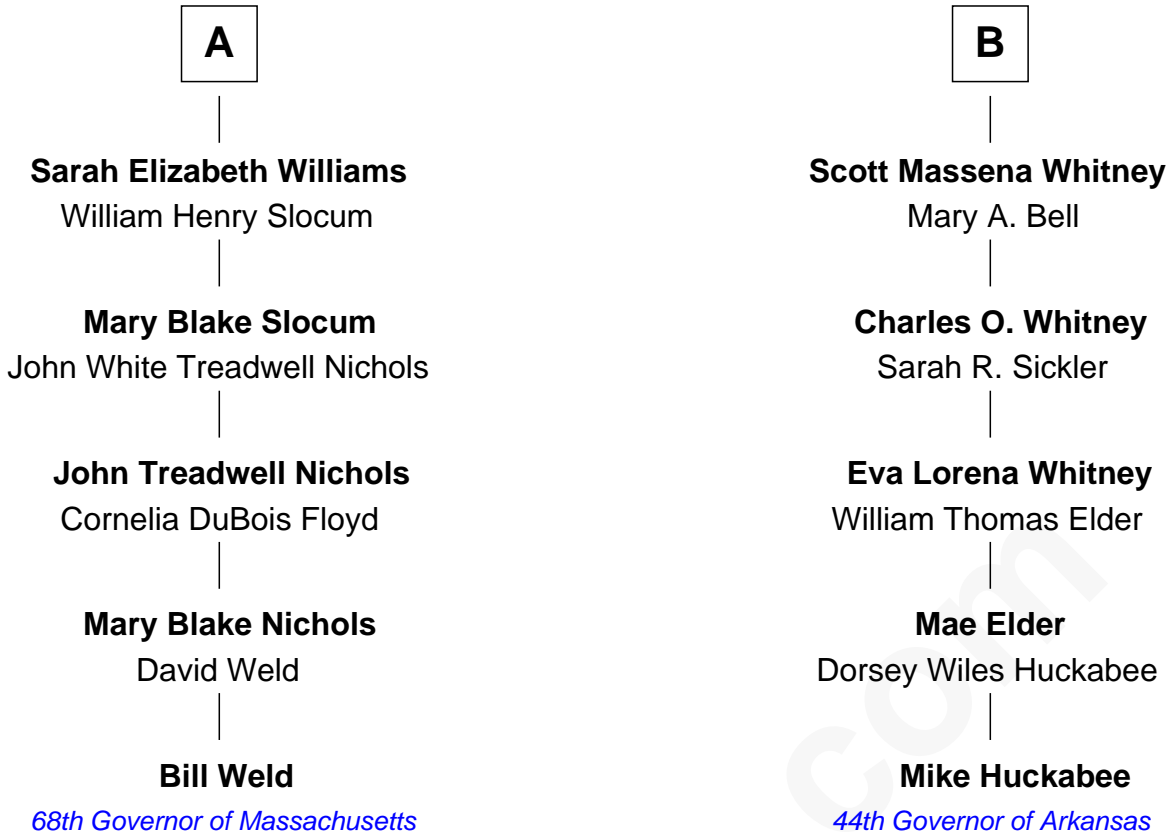 A
Sarah Elizabeth Williams
William Henry Slocum
Mary Blake Slocum
John White Treadwell Nichols
John Treadwell Nichols
Cornelia DuBois Floyd
Mary Blake Nichols
David Weld
Bill Weld
68th Governor of Massachusetts
B
Scott Massena Whitney
Mary A. Bell
Charles O. Whitney
Sarah R. Sickler
Eva Lorena Whitney
William Thomas Elder
Mae Elder
Dorsey Wiles Huckabee
Mike Huckabee
44th Governor of Arkansas
com